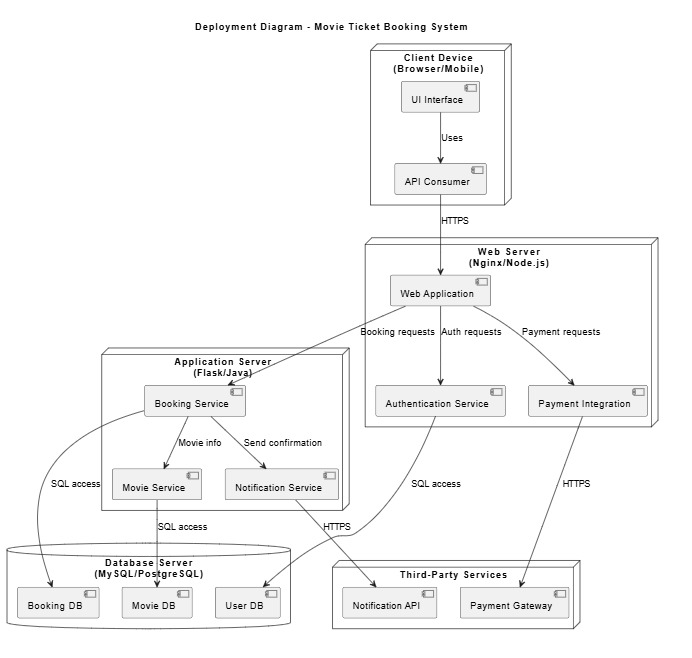 Deployment Diagram - Movie Ticket Booking System
Client Device
(Browser/Mobile)
UI Interface
Uses
API Consumer
HTTPS
Web Server
(Nginx/Node.js)
Web Application
Booking requests
Auth requests
Payment requests
Application Server
(Flask/Java)
Booking Service
Authentication Service
Payment Integration
Movie info
Send confirmation
Movie Service
Notification Service
SQL access
SQL access
HTTPS
SQL access
HTTPS
Database Server
(MySQL/PostgreSQL)
Booking DB
Movie DB
User DB
Third-Party Services
Notification API
Payment Gateway